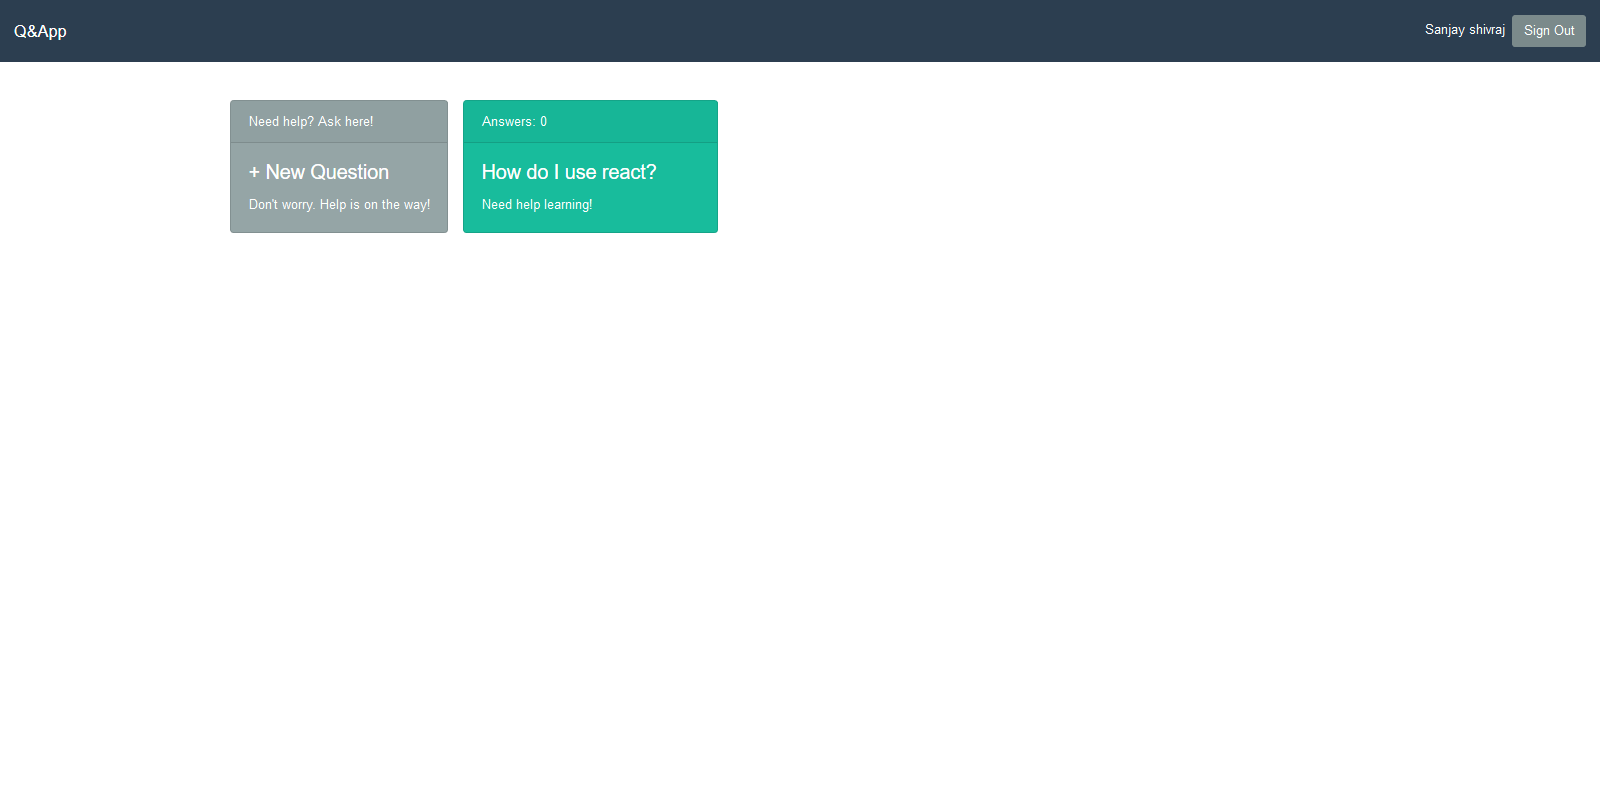 Q&App
Sanjay shivraj
Sign Out
Need help? Ask here!
+ New Question
Don't worry. Help is on the way!
Answers: 0
How do I use react?
Need help learning!